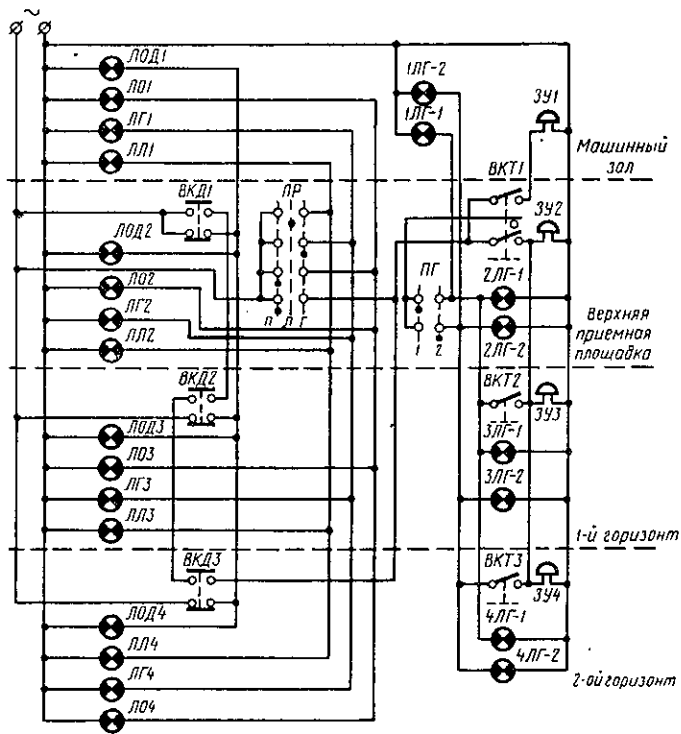 ~
ЛОД1
ЛО1
ЛГ1
ЛЛ1
1ЛГ-2
1ЛГ-1
ЗУ1
Машинный
зал
ВКД1
ПР
ВКТ1
ЗУ2
ЛОД2
ЛО2
ЛГ2
ЛЛ2
П Л Г
ПГ
1 2
2ЛГ-1
2ЛГ-2
Верхняя
приемная
площадка
ВКД2
ВКТ2
ЗУ3
ЛОД3
ЛО3
ЛГ3
ЛЛ3
3ЛГ-1
3ЛГ-2
1-й горизонт
ВКД3
ВКТ3
ЗУ4
ЛОД4
ЛЛ4
ЛГ4
ЛО4
4ЛГ-1
4ЛГ-2
2-ой горизонт